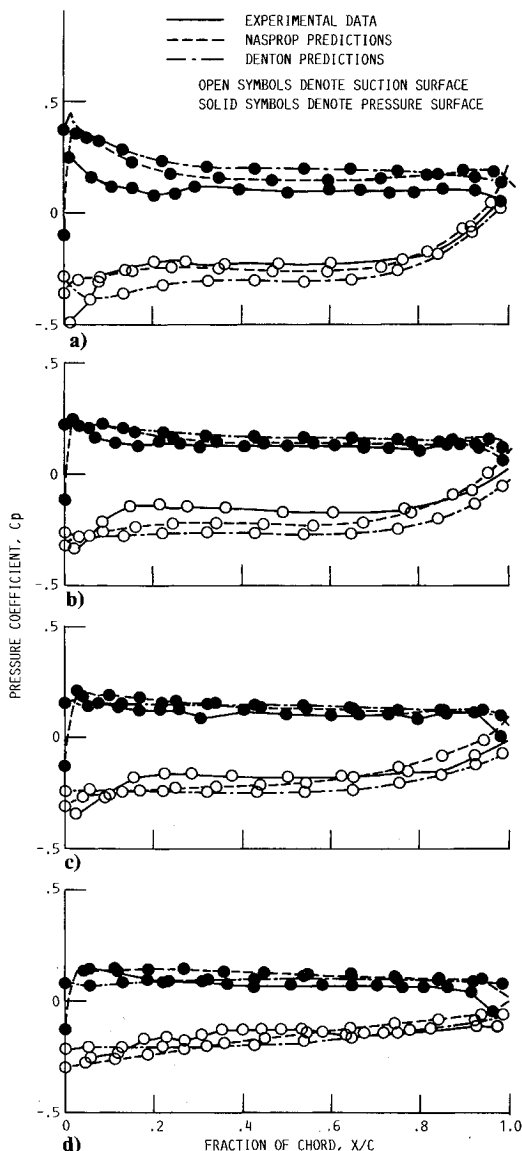 EXPERIMENTAL DATA
NASPROP PREDICTIONS
DENTON PREDICTIONS
OPEN SYMBOLS DENOTE SUCTION SURFACE
SOLID SYMBOLS DENOTE PRESSURE SURFACE
.5
0
-.5
a)
.5
0
-.5
b)
PRESSURE COEFFICIENT, Cp
.5
0
-.5
c)
.5
0
-.5
0 .2 .4 .6 .8 1.0
d)
FRACTION OF CHORD, X/C